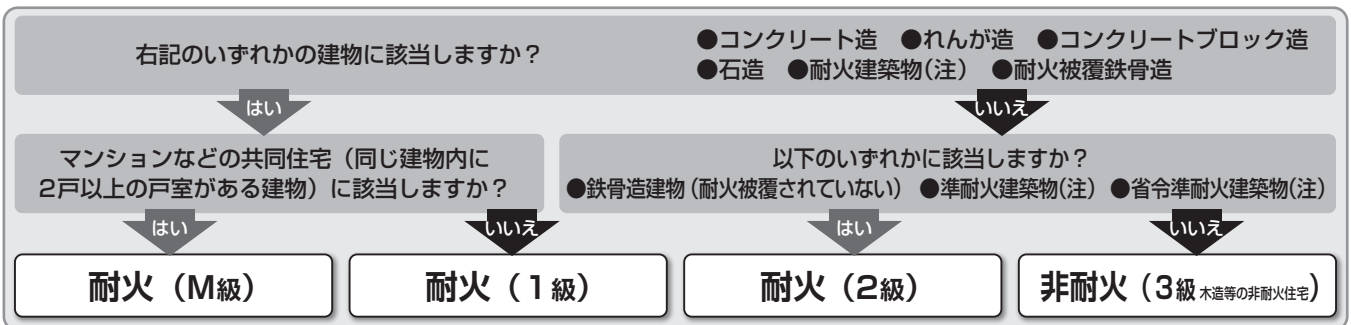 右記のいずれかの建物に該当しますか？
●コンクリート造　●れんが造　●コンクリートブロック造
●石造　●耐火建築物(注)　●耐火被覆鉄骨造
はい
いいえ
マンションなどの共同住宅（同じ建物内に
2戸以上の戸室がある建物）に該当しますか？
以下のいずれかに該当しますか？
●鉄骨造建物（耐火被覆されていない）　●準耐火建築物(注)　●省令準耐火建築物(注)
はい
いいえ
はい
いいえ
耐火（M級）
耐火（1級）
耐火（2級）
非耐火（3級 木造等の非耐火住宅）